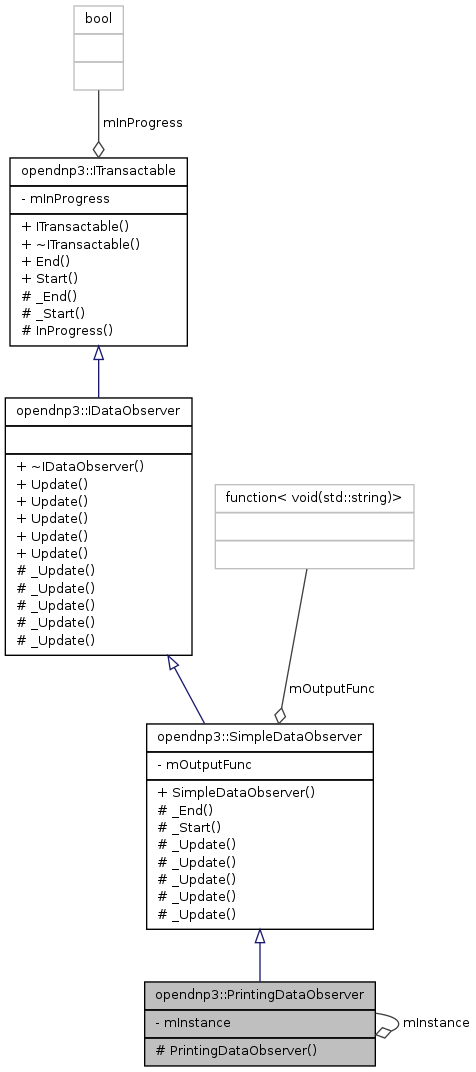 bool
mInProgress
opendnp3::ITransactable
- mInProgress
+ ITransactable()
+ ~ITransactable()
+ End()
+ Start()
# _End()
# _Start()
# InProgress()
opendnp3::IDataObserver
+ ~IDataObserver()
+ Update()
+ Update()
+ Update()
+ Update()
+ Update()
# _Update()
# _Update()
# _Update()
# _Update()
# _Update()
function< void(std::string)>
mOutputFunc
opendnp3::SimpleDataObserver
- mOutputFunc
+ SimpleDataObserver()
# _End()
# _Start()
# _Update()
# _Update()
# _Update()
# _Update()
# _Update()
opendnp3::PrintingDataObserver
- mInstance
# PrintingDataObserver()
mInstance